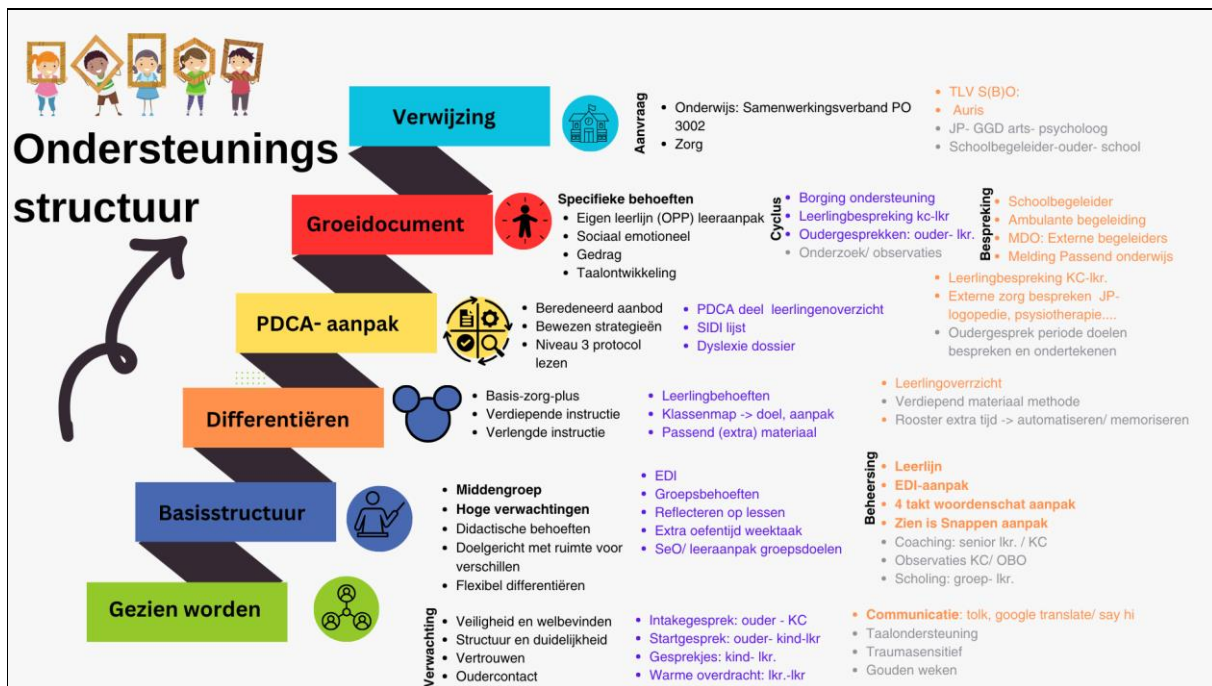 Ondersteunings
structuur
Verwijzing
Aanvraag
• Onderwijs: Samenwerkingsverband PO
3002
• Zorg
• TLV S(B)O:
• Auris
• JP- GGD arts- psycholoog
• Schoolbegeleider-ouder- school
Groeidocument
Specifieke behoeften
• Eigen leerlijn (OPP) leeraanpak
• Sociaal emotioneel
• Gedrag
• Taalontwikkeling
Cyclus
• Borging ondersteuning
• Leerlingbespreking kc-lkr
• Oudergesprekken: ouder- lkr.
• Onderzoek/ observaties
Bespreking
• Schoolbegeleider
• Ambulante begeleiding
• MDO: Externe begeleiders
• Melding Passend onderwijs
PDCA- aanpak
• Beredeneerd aanbod
• Bewezen strategieën
• Niveau 3 protocol
lezen
• PDCA deel leerlingenoverzicht
• SIDI lijst
• Dyslexie dossier
• Leerlingbespreking KC-lkr.
• Externe zorg bespreken JP-
logopedie, psysiotherapie....
• Oudergesprek periode doelen
bespreken en ondertekenen
Differentiëren
• Basis-zorg-plus
• Verdiepende instructie
• Verlengde instructie
• Leerlingbehoeften
• Klassenmap -> doel, aanpak
• Passend (extra) materiaal
• Leerlingoverrzicht
• Verdiepend materiaal methode
• Rooster extra tijd -> automatiseren/ memoriseren
Basisstructuur
• Middengroep
• Hoge verwachtingen
• Didactische behoeften
• Doelgericht met ruimte voor
verschillen
• Flexibel differentiëren
• EDI
• Groepsbehoeften
• Reflecteren op lessen
• Extra oefentijd weektaak
• SeO/ leeraanpak groepsdoelen
Beheersing
• Leerlijn
• EDI-aanpak
• 4 takt woordenschat aanpak
• Zien is Snappen aanpak
• Coaching: senior lkr. / KC
• Observaties KC/ OBO
• Scholing: groep- lkr.
Gezien worden
Verwachting
• Veiligheid en welbevinden
• Structuur en duidelijkheid
• Vertrouwen
• Oudercontact
• Intakegesprek: ouder - KC
• Startgesprek: ouder- kind-lkr
• Gesprekjes: kind- lkr.
• Warme overdracht: lkr.-lkr
• Communicatie: tolk, google translate/ say hi
• Taalondersteuning
• Traumasensitief
• Gouden weken